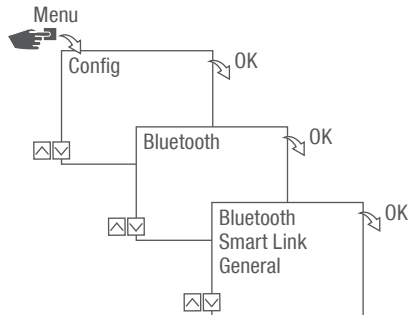 Menu
Config
OK
Bluetooth
OK
Bluetooth
Smart Link
General
OK